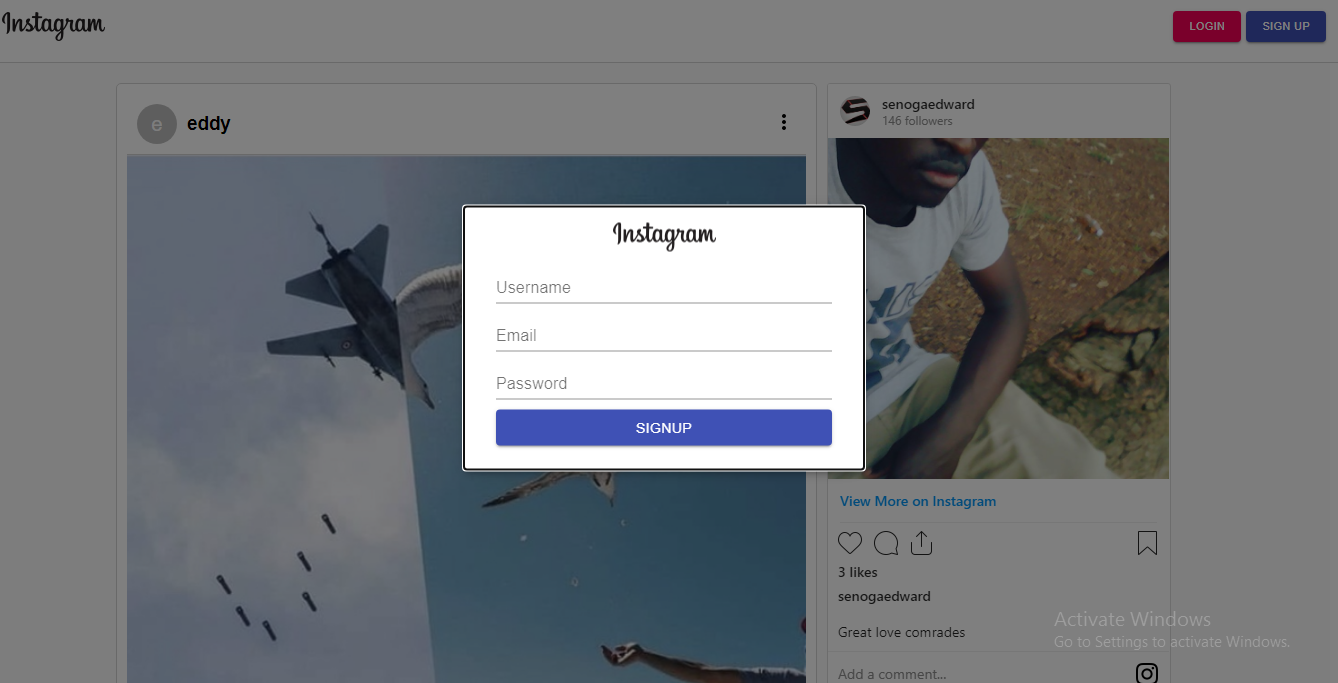 Instagram
LOGIN
SIGN UP
e
eddy
senogaedward
146 followers
Instagram
Username
Email
Password
SIGNUP
View More on Instagram
3 likes
senogaedward
Great love comrades
Add a comment...
Activate Windows
Go to Settings to activate Windows.